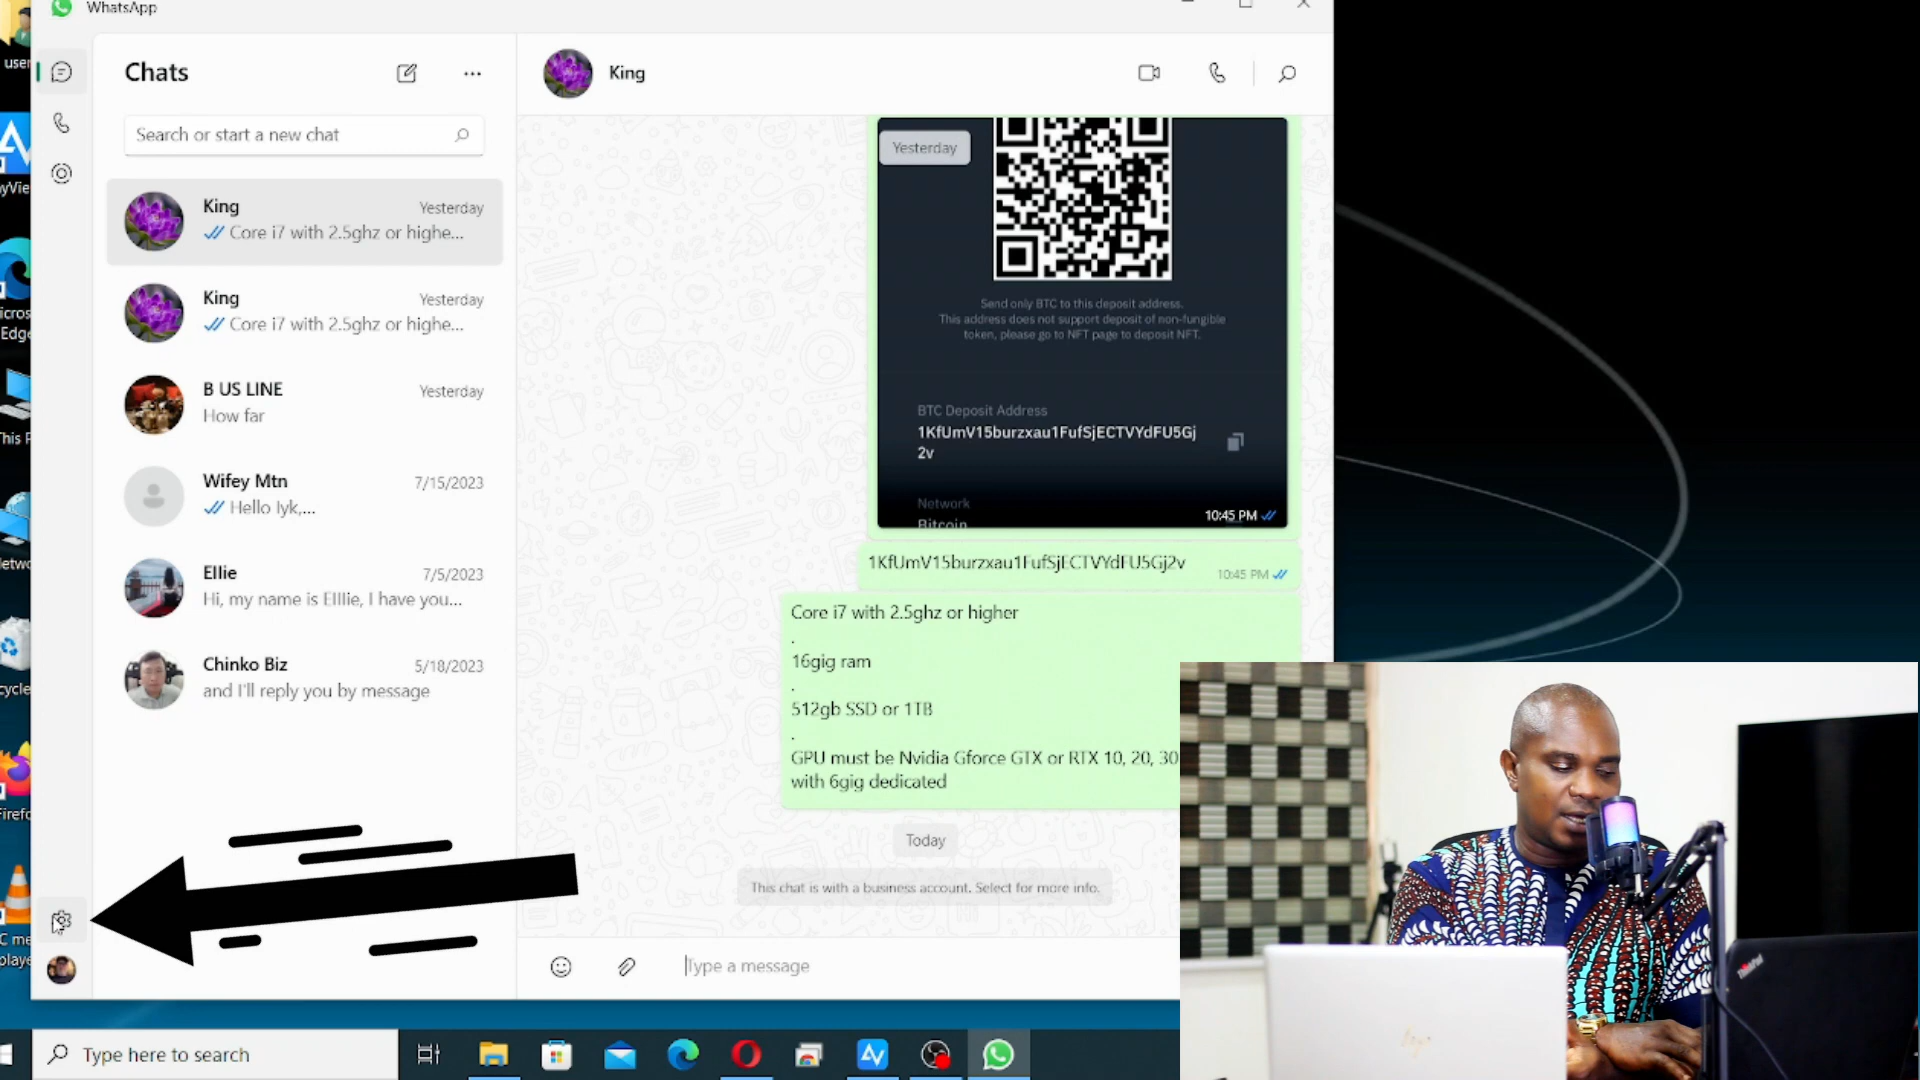 WhatsApp
user
Chats
King
Search or start a new chat
Yesterday
King
Yesterday
Core i7 with 2.5ghz or highe...
King
Yesterday
Core i7 with 2.5ghz or highe...
B US LINE
Yesterday
How far
Wifey Mtn
7/15/2023
Hello Iyk,...
Ellie
7/5/2023
Hi, my name is Elllie, I have you...
Chinko Biz
5/18/2023
and I'll reply you by message
Send only BTC to this deposit address.
This address does not support deposit of non-fungible
token, please go to NFT page to deposit NFT.
BTC Deposit Address
1KfUmV15burzxau1FufSjECTVYdFU5Gj
2v
Network
Bitcoin
10:45 PM
1KfUmV15burzxau1FufSjECTVYdFU5Gj2v
10:45 PM
Core i7 with 2.5ghz or higher
.
16gig ram
.
512gb SSD or 1TB
.
GPU must be Nvidia Gforce GTX or RTX 10, 20, 30
with 6gig dedicated
Today
This chat is with a business account. Select for more info.
Type a message
Type here to search
ThinkPad
hp